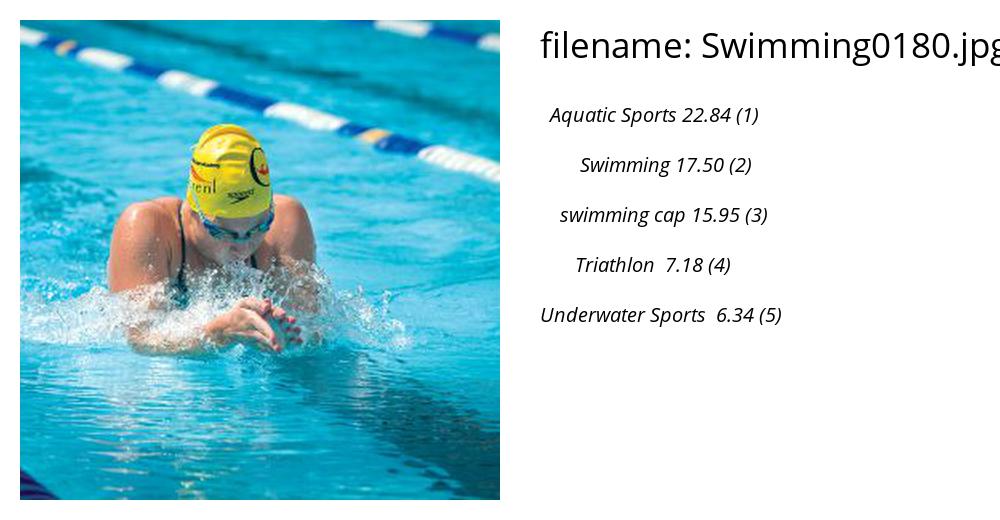 filename: Swimming0180.jpg
Aquatic Sports 22.84 (1)
Swimming 17.50 (2)
swimming cap 15.95 (3)
Triathlon 7.18 (4)
Underwater Sports 6.34 (5)
speedo